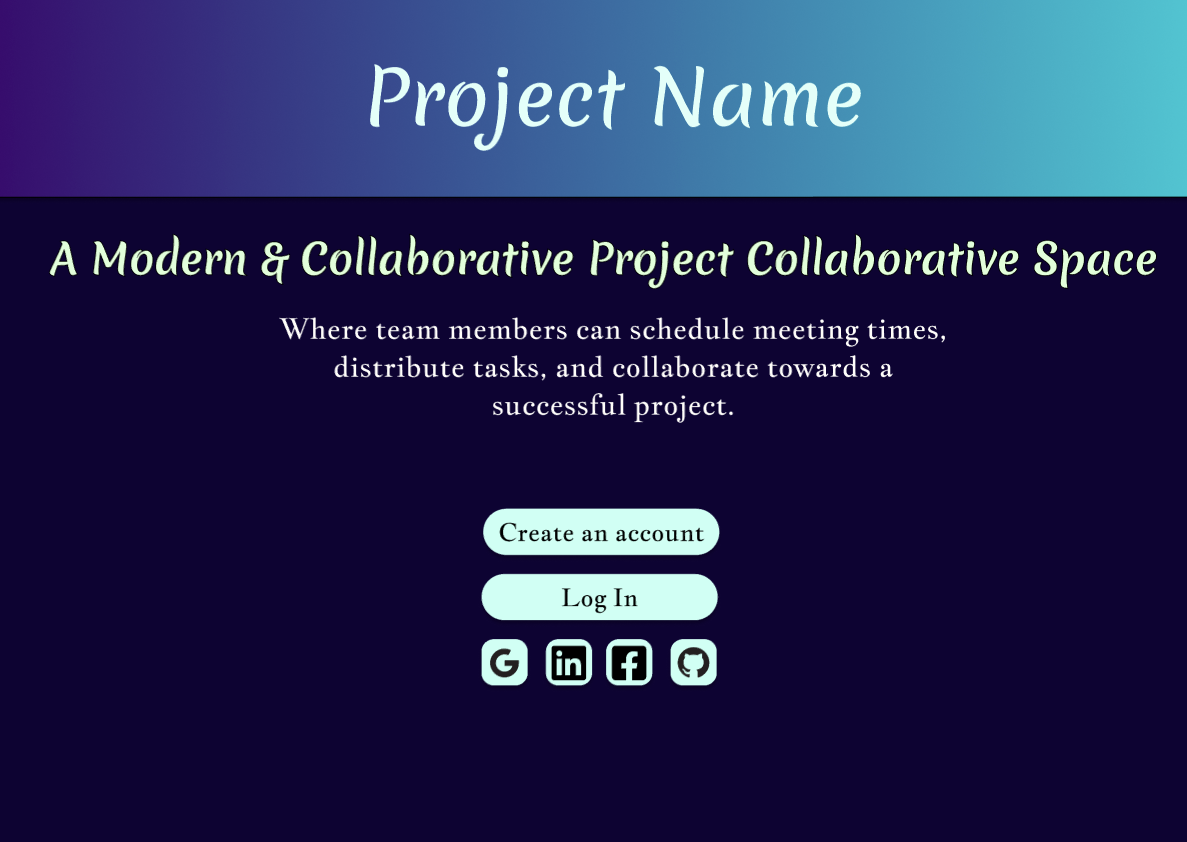 Project Name
A Modern & Collaborative Project Collaborative Space
Where team members can schedule meeting times,
distribute tasks, and collaborate towards a
successful project.
Create an account
Log In
G in f